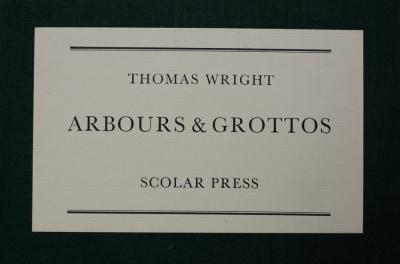 THOMAS WRIGHT
ARBOURS & GROTTOS
SCOLAR PRESS